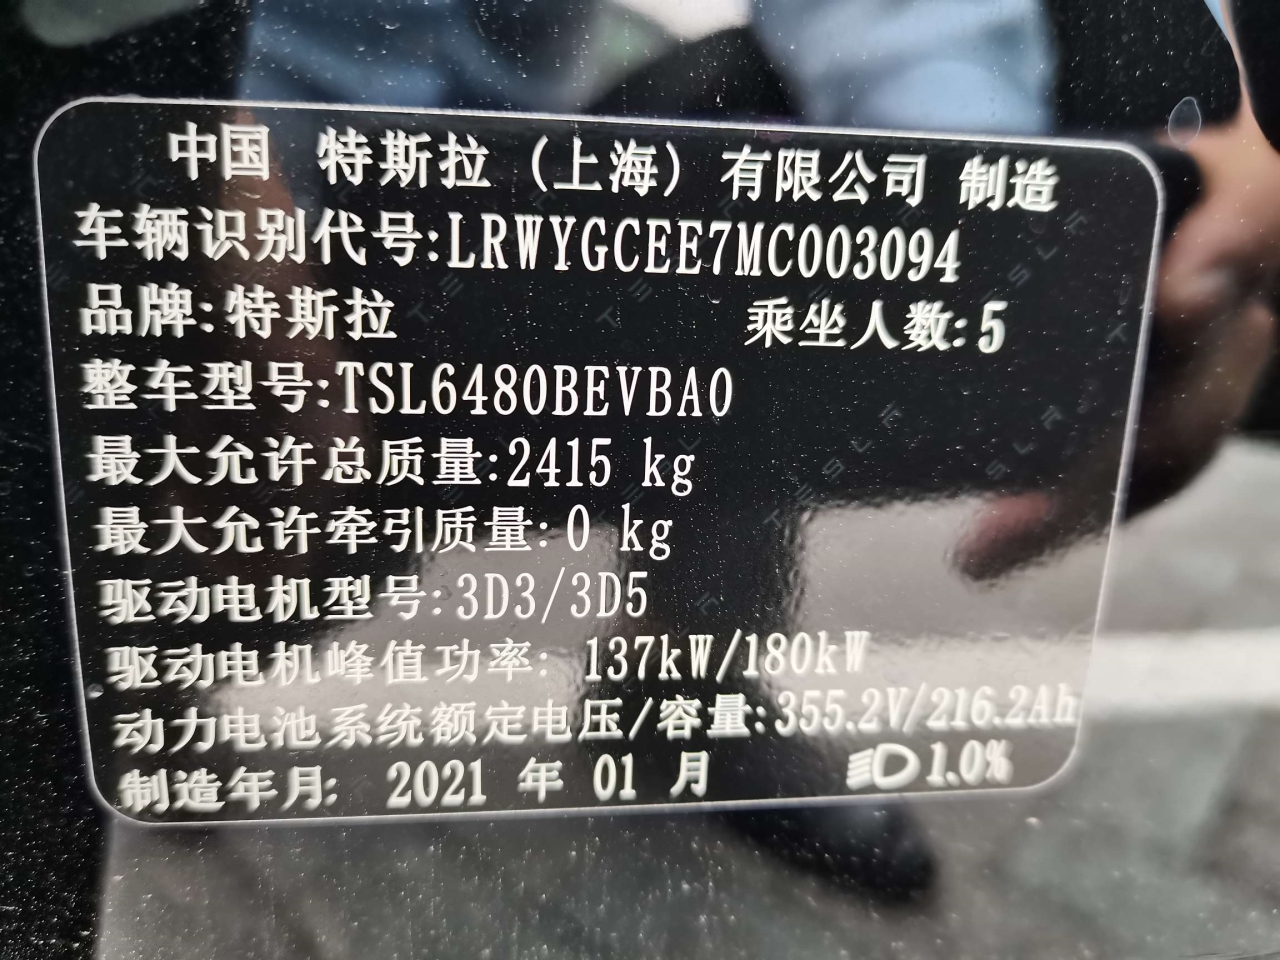 中国 特斯拉 (上海) 有限公司 制造
车辆识别代号:LRWYGCEE7MC003094
品牌:特斯拉 乘坐人数:5
整车型号:TSL6480BEVBA0
最大允许总质量:2415 kg
最大允许牵引质量: 0 kg
驱动电机型号:3D3/3D5
驱动电机峰值功率: 137kW/180kW
动力电池系统额定电压/容量:355.2V/216.2Ah
制造年月: 2021 年 01 月 1.0%